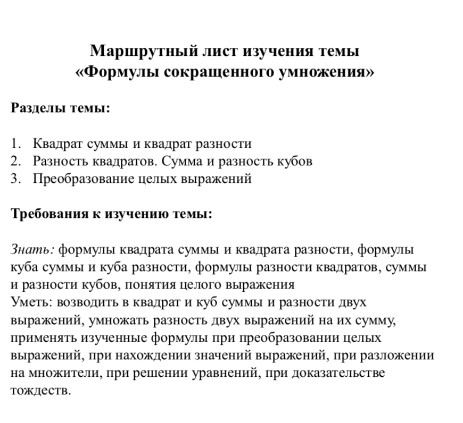 Маршрутный лист изучения темы
«Формулы сокращенного умножения»
Разделы темы:
1. Квадрат суммы и квадрат разности
2. Разность квадратов. Сумма и разность кубов
3. Преобразование целых выражений
Требования к изучению темы:
Знать: формулы квадрата суммы и квадрата разности, формулы
куба суммы и куба разности, формулы разности квадратов, суммы
и разности кубов, понятия целого выражения
Уметь: возводить в квадрат и куб суммы и разности двух
выражений, умножать разность двух выражений на их сумму,
применять изученные формулы при преобразовании целых
выражений, при нахождении значений выражений, при разложении
на множители, при решении уравнений, при доказательстве
тождеств.